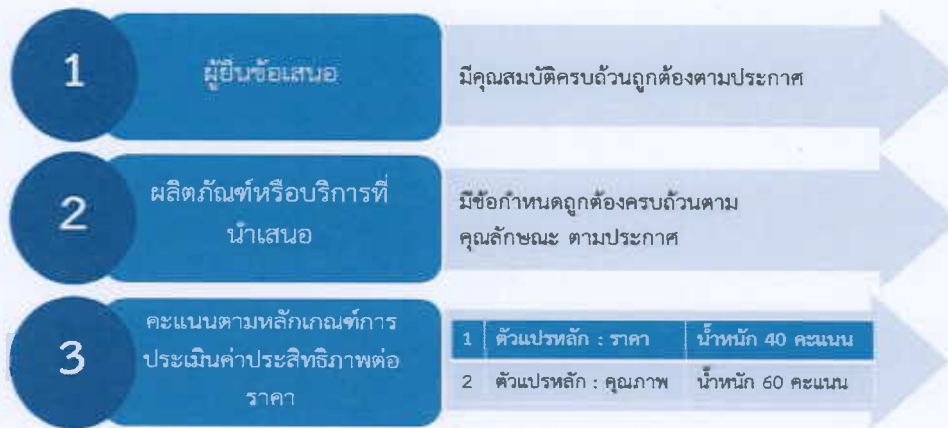 1
ผู้ยื่นข้อเสนอ
มีคุณสมบัติครบถ้วนถูกต้องตามประกาศ
2
ผลิตภัณฑ์หรือบริการที่
นำเสนอ
มีข้อกำหนดถูกต้องครบถ้วนตาม
คุณลักษณะ ตามประกาศ
3
คะแนนตามหลักเกณฑ์การ
ประเมินค่าประสิทธิภาพต่อ
ราคา
1 ตัวแปรหลัก : ราคา น้ำหนัก 40 คะแนน
2 ตัวแปรหลัก : คุณภาพ น้ำหนัก 60 คะแนน